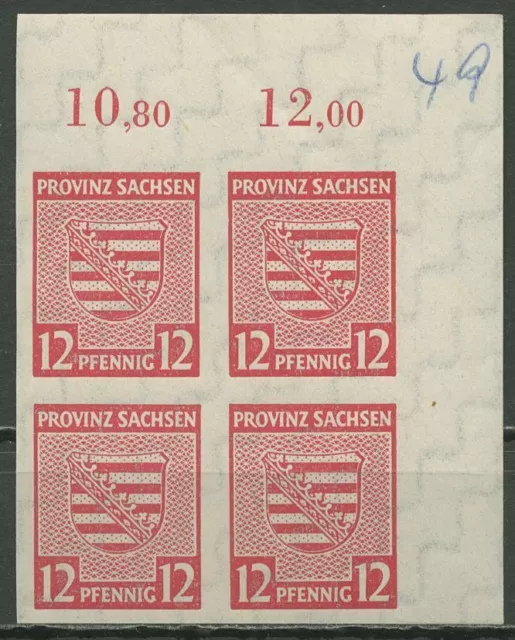 49
10,80 12,00
PROVINZ SACHSEN PROVINZ SACHSEN
12 PFENNIG 12 12 PFENNIG 12
PROVINZ SACHSEN PROVINZ SACHSEN
12 PFENNIG 12 12 PFENNIG 12